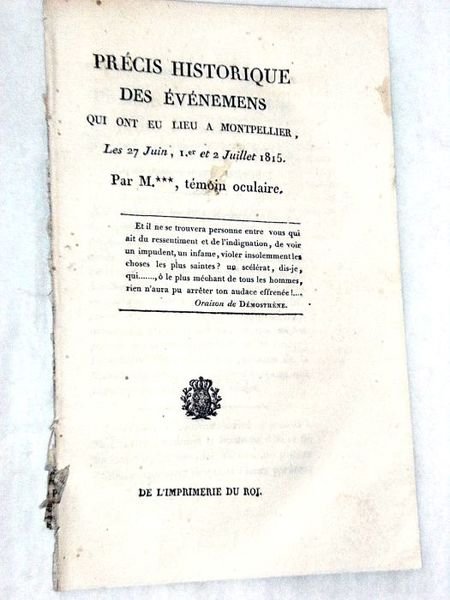 PRÉCIS HISTORIQUE
DES ÉVÉNEMENS
QUI ONT EU LIEU A MONTPELLIER,
Les 27 Juin, 1.er et 2 Juillet 1815.
Par M.***, témoin oculaire.
Et il ne se trouvera personne entre vous qui
ait du ressentiment et de l'indignation, de voir
un impudent, un infame, violer insolemment les
choses les plus saintes? un scélérat, dis-je,
qui......, ô le plus méchant de tous les hommes,
rien n'aura pu arrêter ton audace effrenée!....
Oraison de DÉMOSTHÈNE.
DE L'IMPRIMERIE DU ROI.